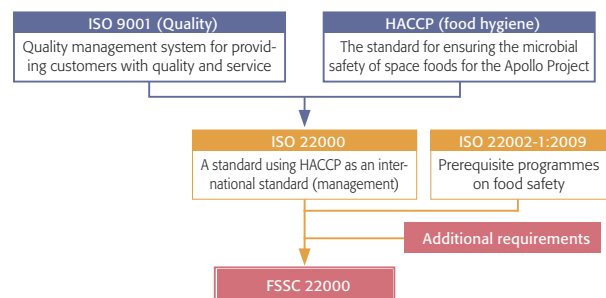 ISO 9001 (Quality)
Quality management system for provid-
ing customers with quality and service
HACCP (food hygiene)
The standard for ensuring the microbial
safety of space foods for the Apollo Project
ISO 22000
A standard using HACCP as an inter-
national standard (management)
ISO 22002-1:2009
Prerequisite programmes
on food safety
Additional requirements
FSSC 22000